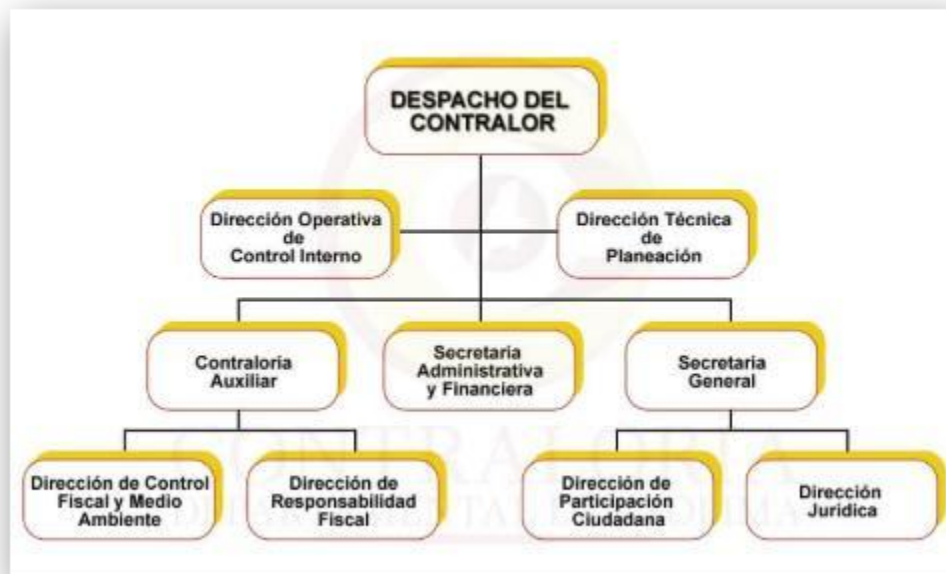 DESPACHO DEL
CONTRALOR
Dirección Operativa
de
Control Interno
Dirección Técnica
de
Planeación
Contraloria
Auxiliar
Secretaria
Administrativa
y Financiera
Secretaria
General
Dirección de Control
Fiscal y Medio
Ambiente
Dirección de
Responsabilidad
Fiscal
Dirección de
Participación
Ciudadana
Dirección
Juridica
CONTRALORIA